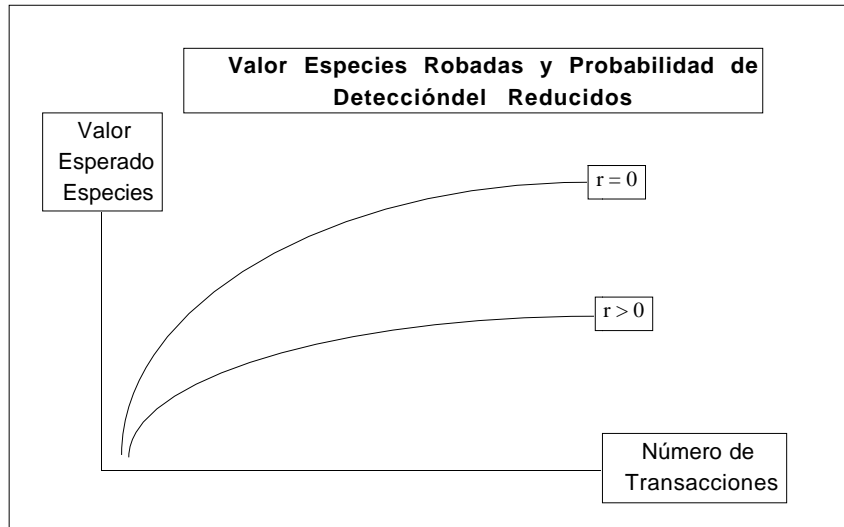 Valor Especies Robadas y Probabilidad de
Deteccióndel Reducidos
Valor
Esperado
Especies
r = 0
r > 0
Número de
Transacciones